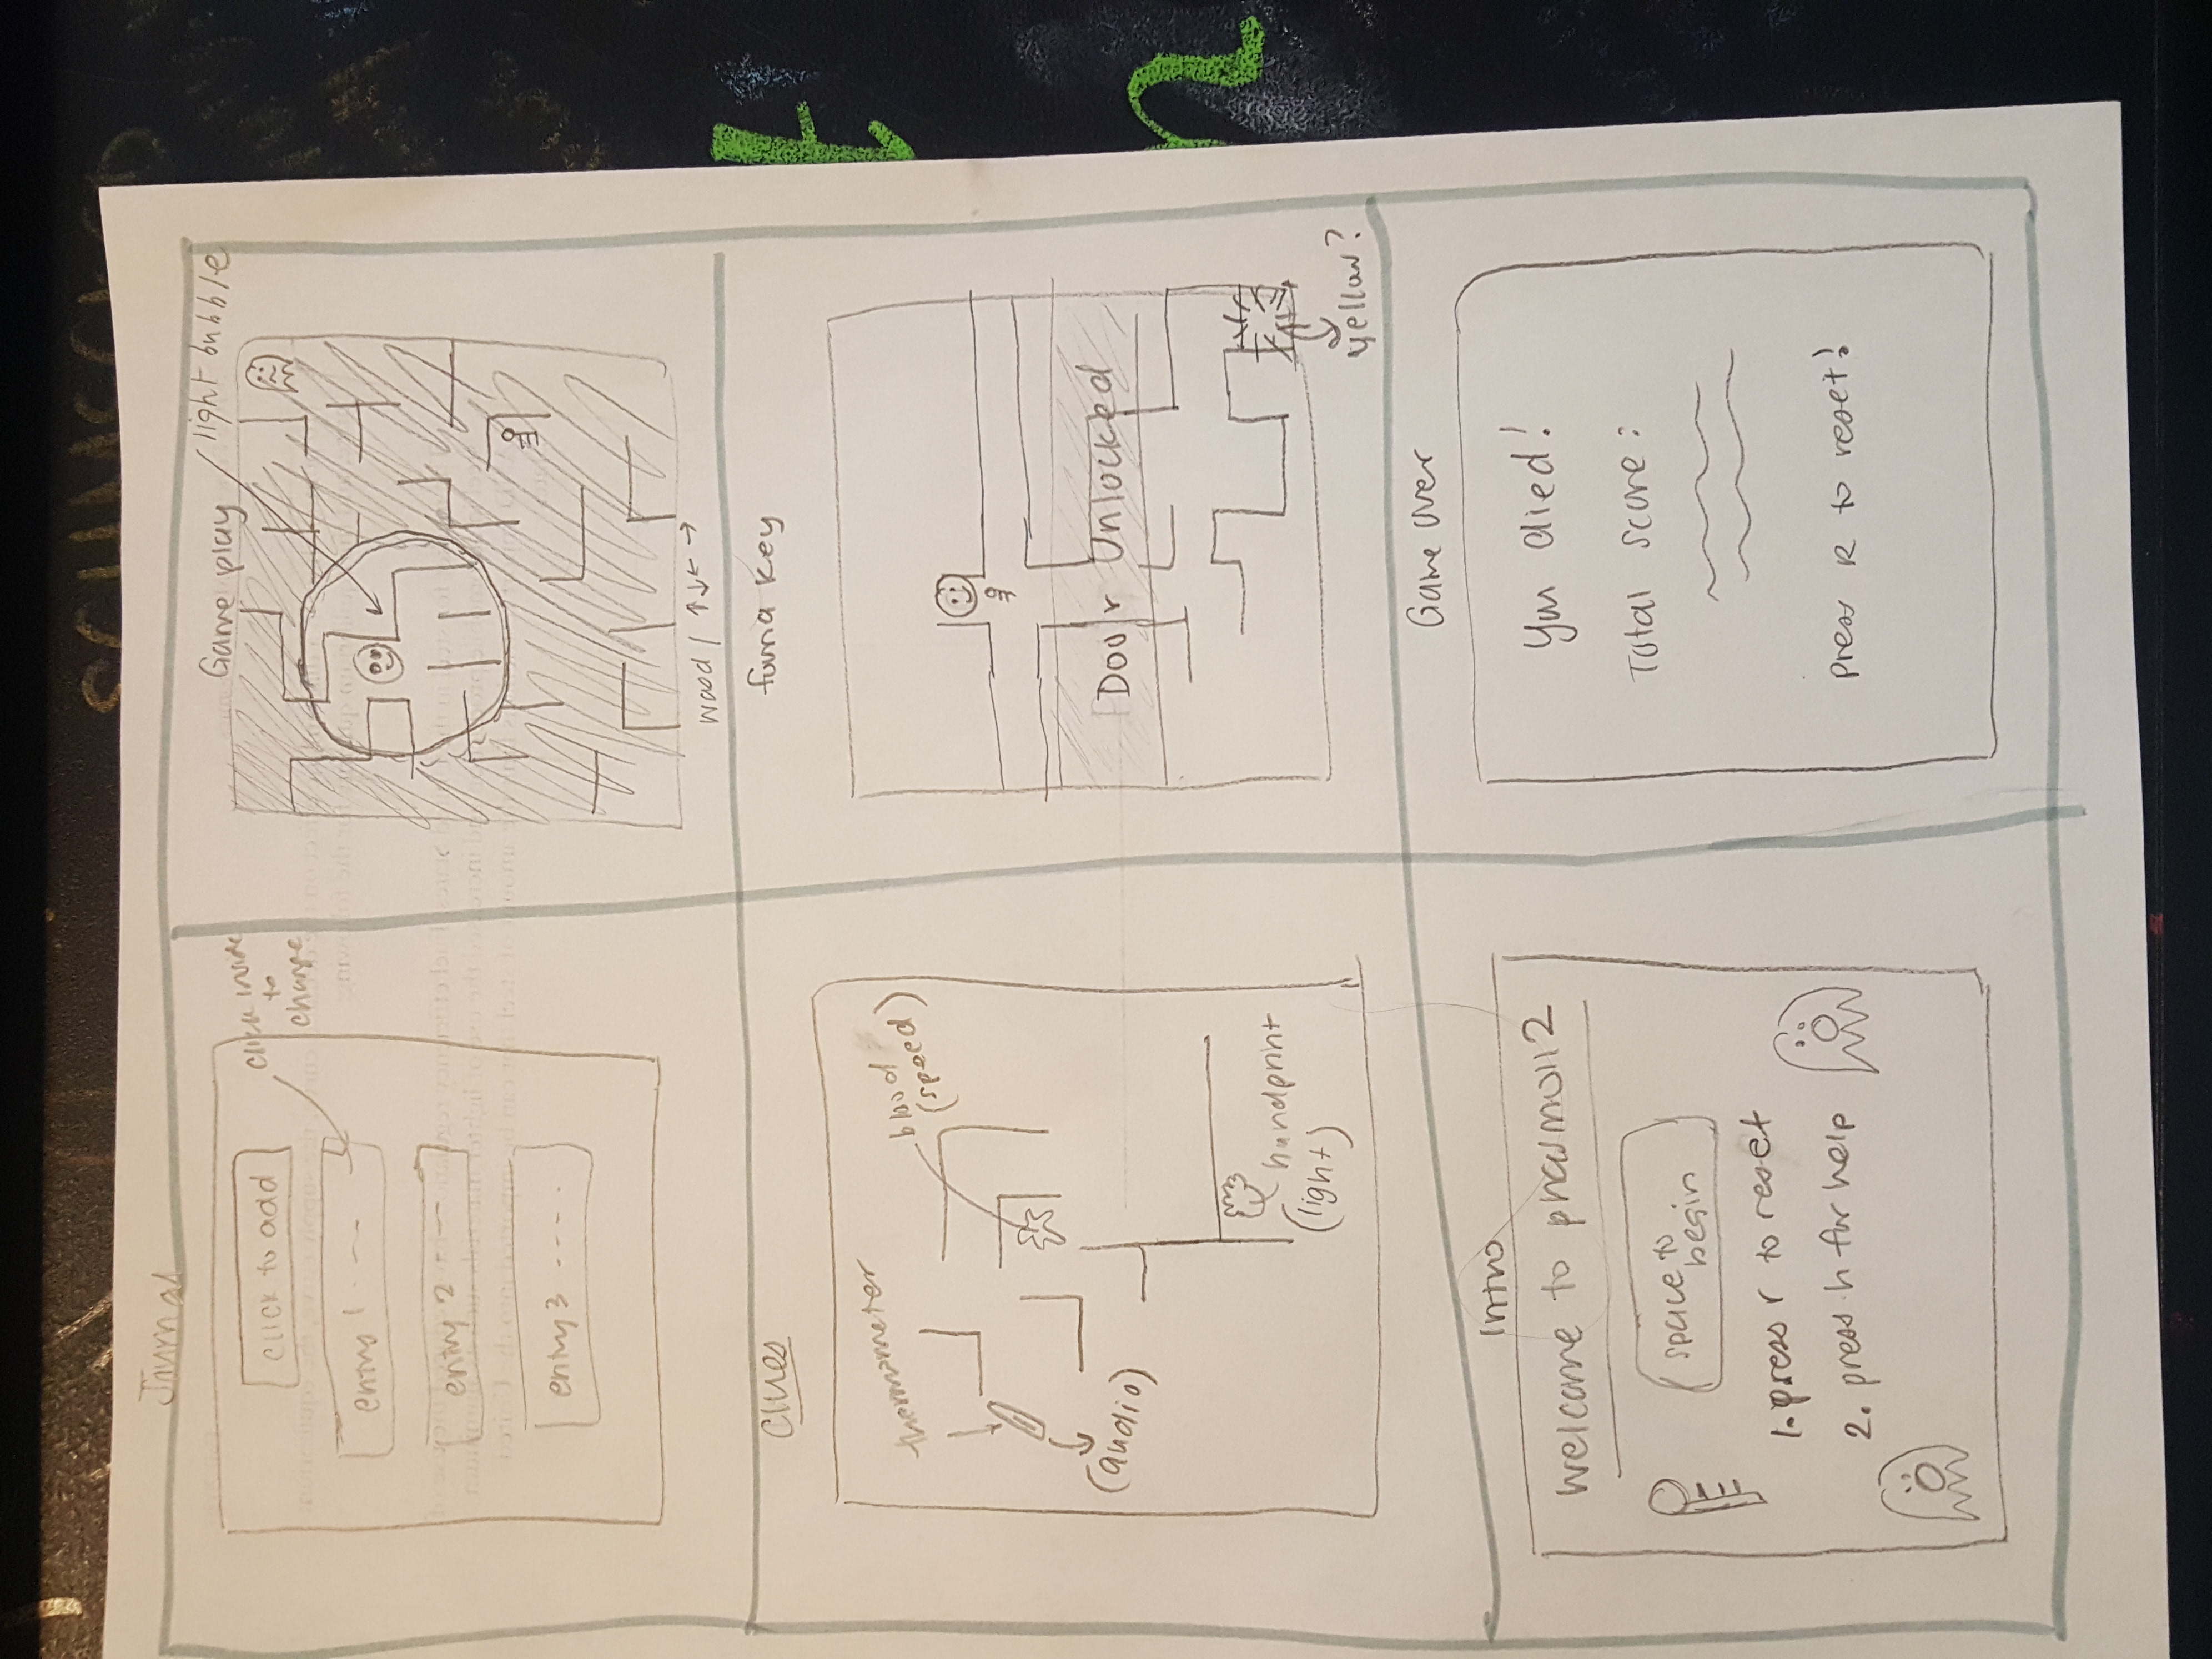 Journal
click to add
click inside
to
change
entry 1 - - -
entry 2 - -
entry 3 - - - -
Game play
light bubble
wasd / ↑↓← →
Clues
thermometer
blood
(speed)
(audio)
handprint
(light)
found key
Door Unlocked
yellow?
Intro
Welcome to
space to
begin
1. press r to reset
2. press h for help
Game over
You died!
Total score:
Press R to reset!